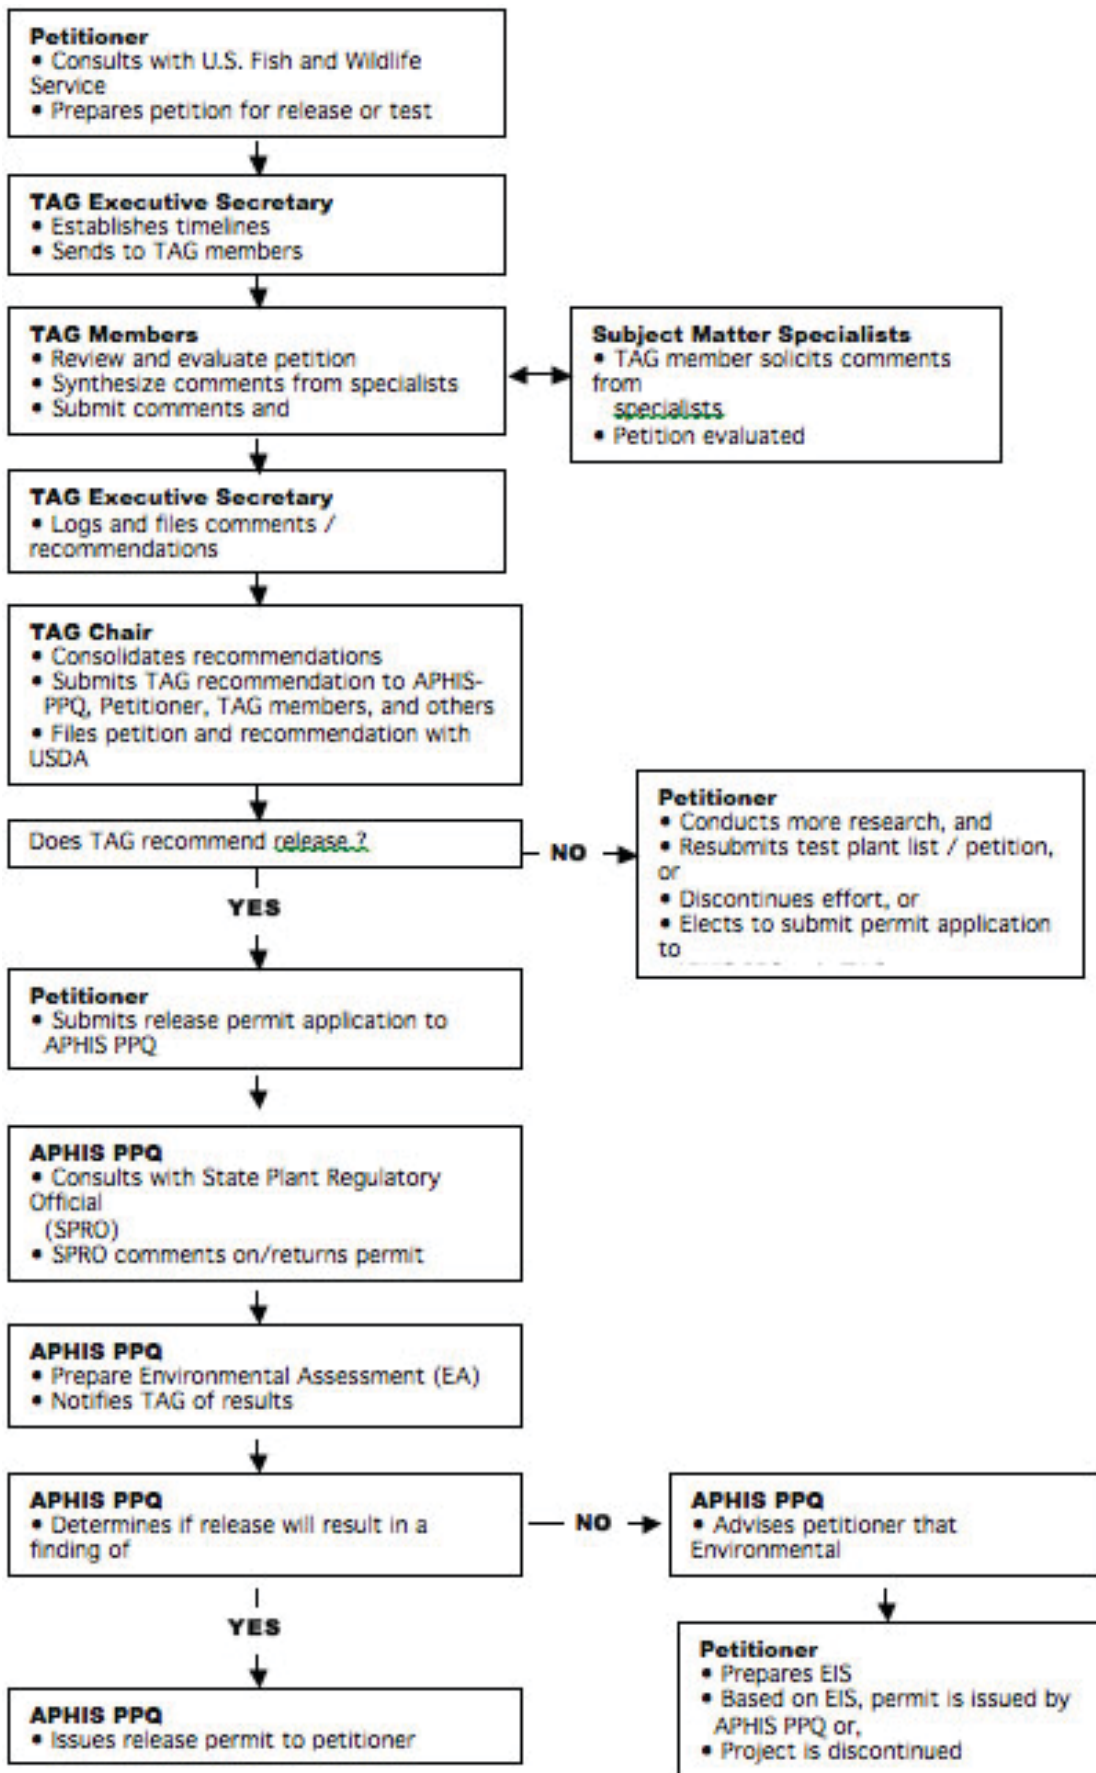 Petitioner
• Consults with U.S. Fish and Wildlife
Service
• Prepares petition for release or test
TAG Executive Secretary
• Establishes timelines
• Sends to TAG members
TAG Members
• Review and evaluate petition
• Synthesize comments from specialists
• Submit comments and
Subject Matter Specialists
• TAG member solicits comments
from
specialists
• Petition evaluated
TAG Executive Secretary
• Logs and files comments /
recommendations
TAG Chair
• Consolidates recommendations
• Submits TAG recommendation to APHIS-
PPQ, Petitioner, TAG members, and others
• Files petition and recommendation with
USDA
Does TAG recommend release ?
NO
Petitioner
• Conducts more research, and
• Resubmits test plant list / petition,
or
• Discontinues effort, or
• Elects to submit permit application
to
YES
Petitioner
• Submits release permit application to
APHIS PPQ
APHIS PPQ
• Consults with State Plant Regulatory
Official
(SPRO)
• SPRO comments on/returns permit
APHIS PPQ
• Prepare Environmental Assessment (EA)
• Notifies TAG of results
APHIS PPQ
• Determines if release will result in a
finding of
NO
APHIS PPQ
• Advises petitioner that
Environmental
YES
Petitioner
• Prepares EIS
• Based on EIS, permit is issued by
APHIS PPQ or,
• Project is discontinued
APHIS PPQ
• Issues release permit to petitioner